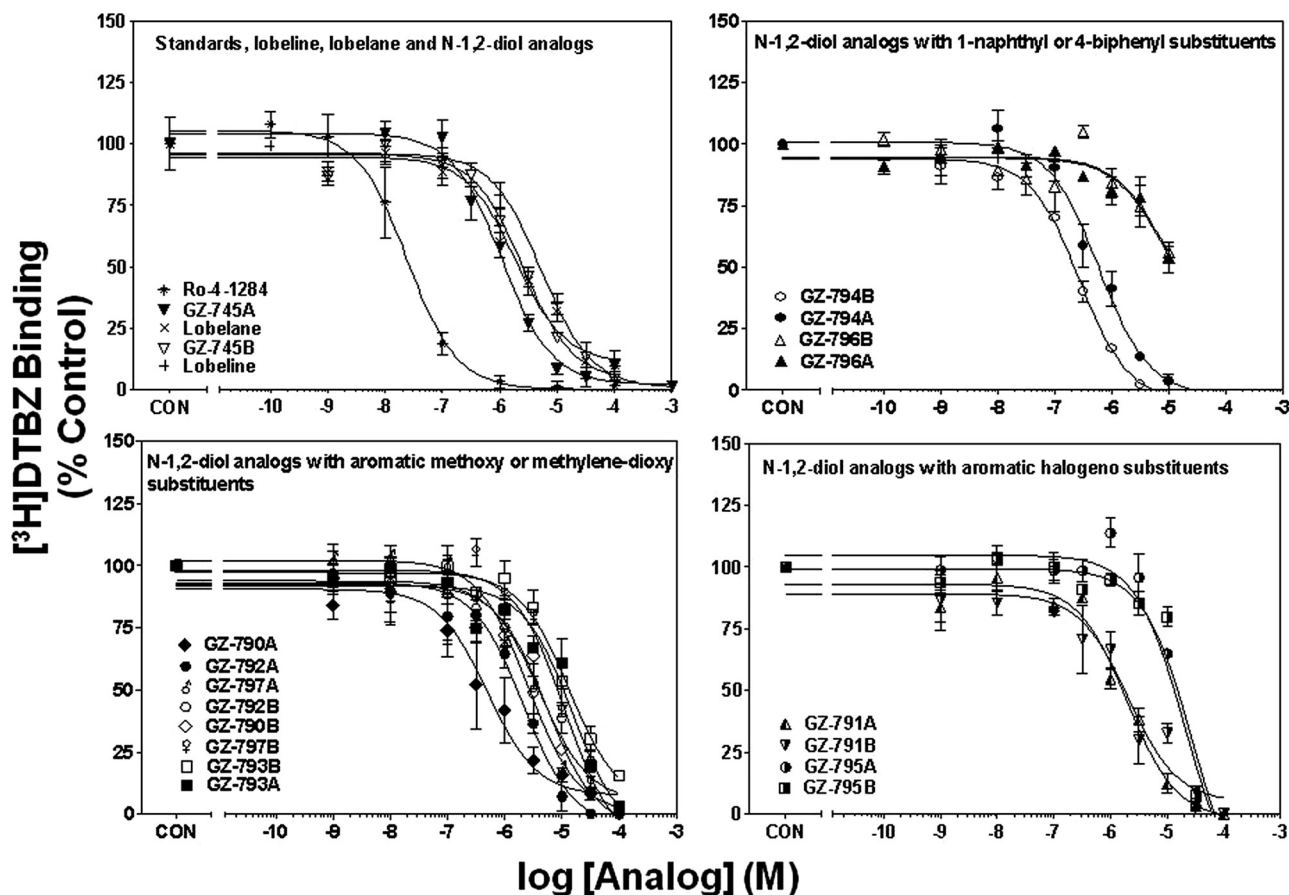 [³H]DTBZ Binding
(% Control)
Standards, lobeline, lobelane and N-1,2-diol analogs
150
125
100
75
50
25
0
Ro-4-1284
GZ-745A
Lobelane
GZ-745B
Lobeline
CON -10 -9 -8 -7 -6 -5 -4 -3
N-1,2-diol analogs with 1-naphthyl or 4-biphenyl substituents
150
125
100
75
50
25
0
GZ-794B
GZ-794A
GZ-796B
GZ-796A
CON -10 -9 -8 -7 -6 -5 -4 -3
N-1,2-diol analogs with aromatic methoxy or methylene-dioxy
substituents
150
125
100
75
50
25
0
GZ-790A
GZ-792A
GZ-797A
GZ-792B
GZ-790B
GZ-797B
GZ-793B
GZ-793A
CON -10 -9 -8 -7 -6 -5 -4 -3
N-1,2-diol analogs with aromatic halogeno substituents
150
125
100
75
50
25
0
GZ-791A
GZ-791B
GZ-795A
GZ-795B
CON -10 -9 -8 -7 -6 -5 -4 -3
log [Analog] (M)